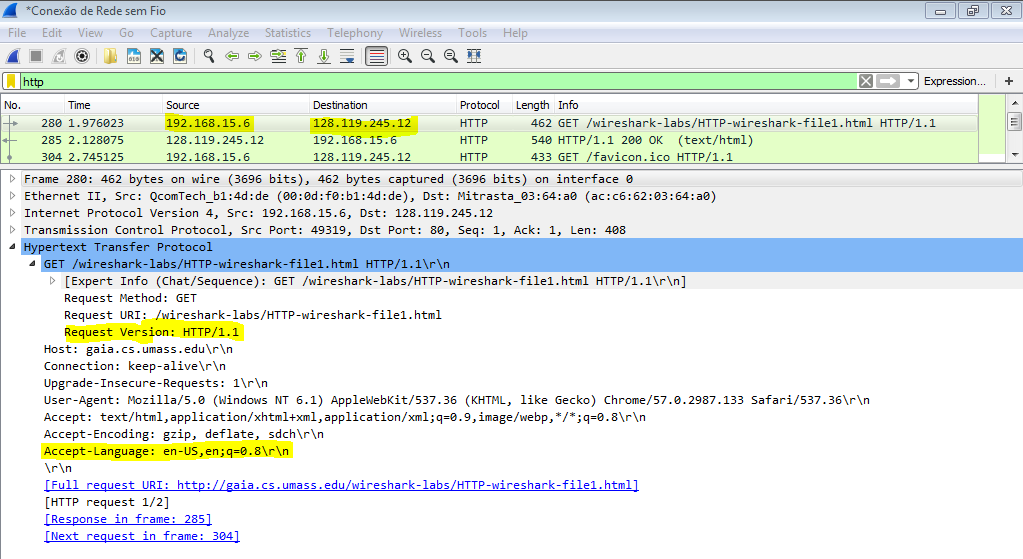 *Conexão de Rede sem Fio
File Edit View Go Capture Analyze Statistics Telephony Wireless Tools Help
http Expression... +
No. Time Source Destination Protocol Length Info
280 1.976023 192.168.15.6 128.119.245.12 HTTP 462 GET /wireshark-labs/HTTP-wireshark-file1.html HTTP/1.1
285 2.128075 128.119.245.12 192.168.15.6 HTTP 540 HTTP/1.1 200 OK (text/html)
304 2.745125 192.168.15.6 128.119.245.12 HTTP 433 GET /favicon.ico HTTP/1.1
Frame 280: 462 bytes on wire (3696 bits), 462 bytes captured (3696 bits) on interface 0
Ethernet II, Src: QcomTech_b1:4d:de (00:0d:f0:b1:4d:de), Dst: Mitrasta_03:64:a0 (ac:c6:62:03:64:a0)
Internet Protocol Version 4, Src: 192.168.15.6, Dst: 128.119.245.12
Transmission Control Protocol, Src Port: 49319, Dst Port: 80, Seq: 1, Ack: 1, Len: 408
Hypertext Transfer Protocol
GET /wireshark-labs/HTTP-wireshark-file1.html HTTP/1.1\r\n
[Expert Info (Chat/Sequence): GET /wireshark-labs/HTTP-wireshark-file1.html HTTP/1.1\r\n]
Request Method: GET
Request URI: /wireshark-labs/HTTP-wireshark-file1.html
Request Version: HTTP/1.1
Host: gaia.cs.umass.edu\r\n
Connection: keep-alive\r\n
Upgrade-Insecure-Requests: 1\r\n
User-Agent: Mozilla/5.0 (Windows NT 6.1) AppleWebKit/537.36 (KHTML, like Gecko) Chrome/57.0.2987.133 Safari/537.36\r\n
Accept: text/html,application/xhtml+xml,application/xml;q=0.9,image/webp,*/*;q=0.8\r\n
Accept-Encoding: gzip, deflate, sdch\r\n
Accept-Language: en-US,en;q=0.8\r\n
\r\n
[Full request URI: http://gaia.cs.umass.edu/wireshark-labs/HTTP-wireshark-file1.html]
[HTTP request 1/2]
[Response in frame: 285]
[Next request in frame: 304]